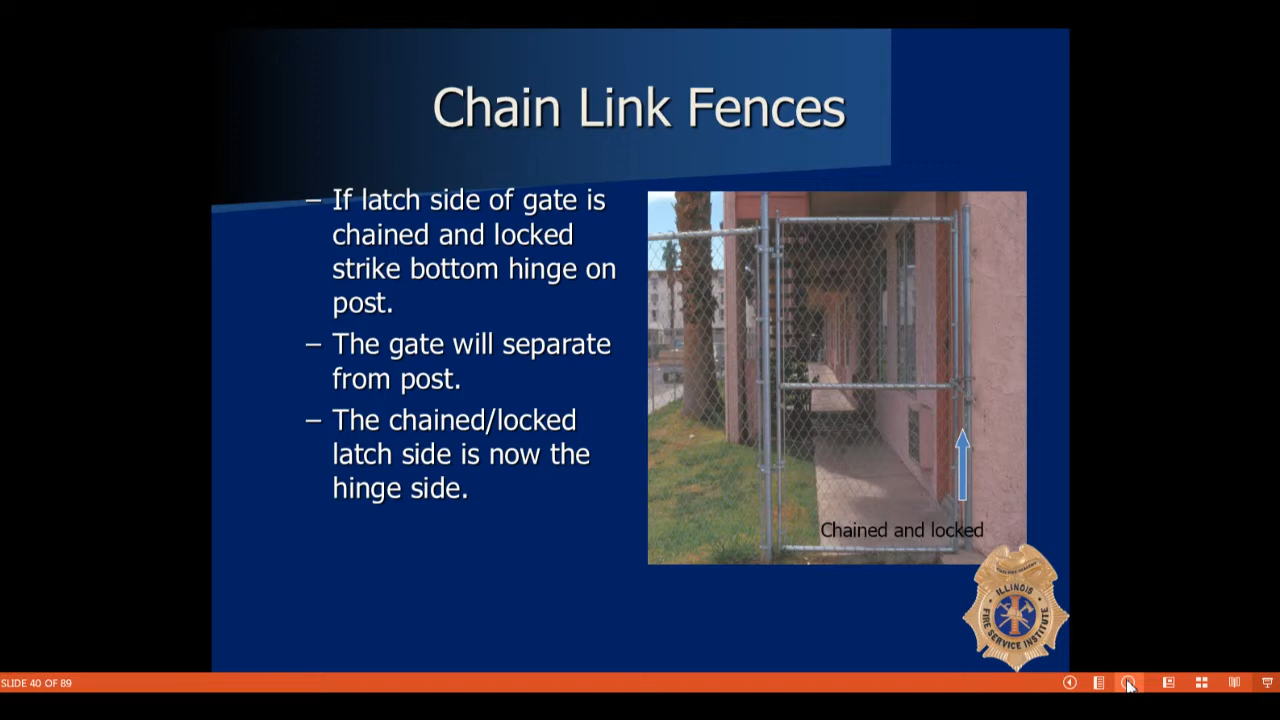 Chain Link Fences
– If latch side of gate is
chained and locked
strike bottom hinge on
post.
– The gate will separate
from post.
– The chained/locked
latch side is now the
hinge side.
Chained and locked
ILLINOIS
FIRE SERVICE INSTITUTE
SLIDE 40 OF 89